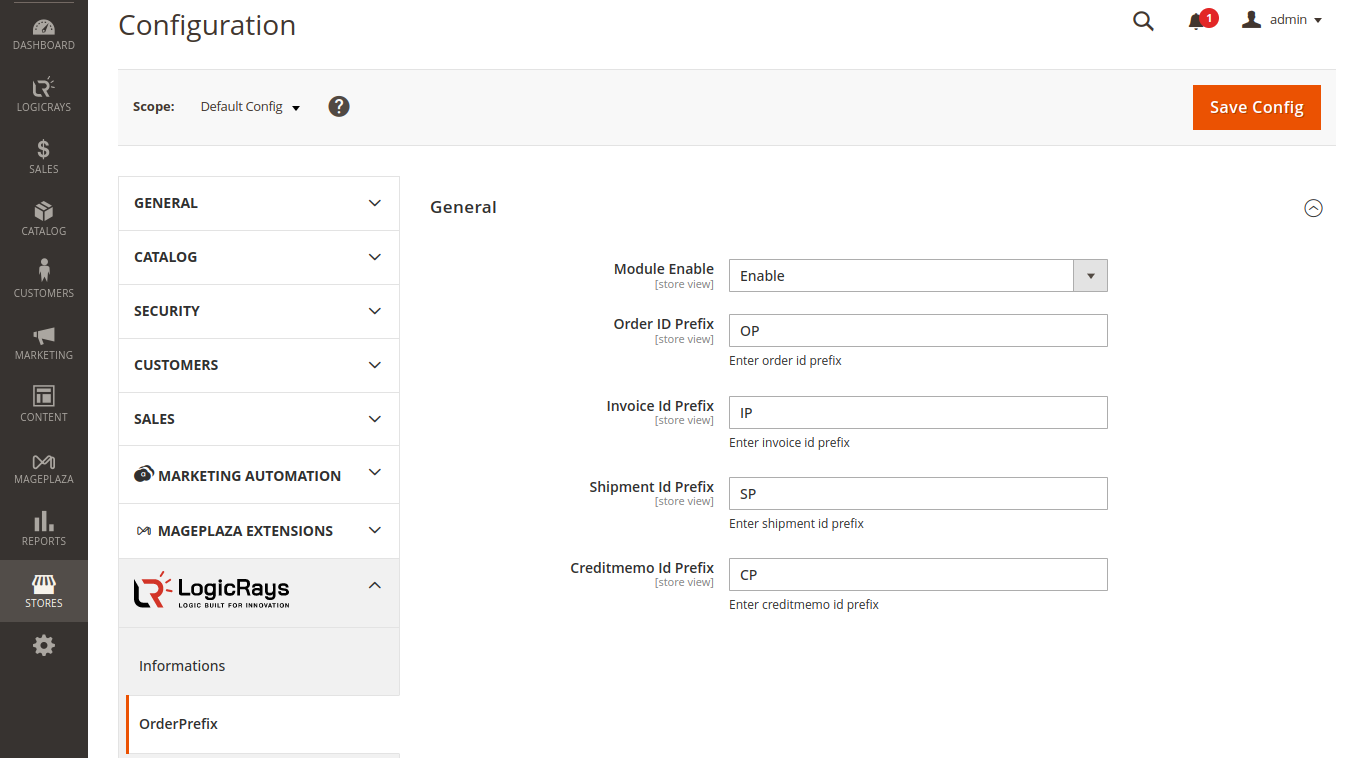 Configuration
1
admin
DASHBOARD
LOGICRAYS
SALES
CATALOG
CUSTOMERS
MARKETING
CONTENT
MAGEPLAZA
REPORTS
STORES
Scope: Default Config ?
Save Config
GENERAL
CATALOG
SECURITY
CUSTOMERS
SALES
MARKETING AUTOMATION
MAGEPLAZA EXTENSIONS
LogicRays
LOGIC BUILT FOR INNOVATION
Informations
OrderPrefix
General
Module Enable
[store view]
Enable
Order ID Prefix
[store view]
OP
Enter order id prefix
Invoice Id Prefix
[store view]
IP
Enter invoice id prefix
Shipment Id Prefix
[store view]
SP
Enter shipment id prefix
Creditmemo Id Prefix
[store view]
CP
Enter creditmemo id prefix